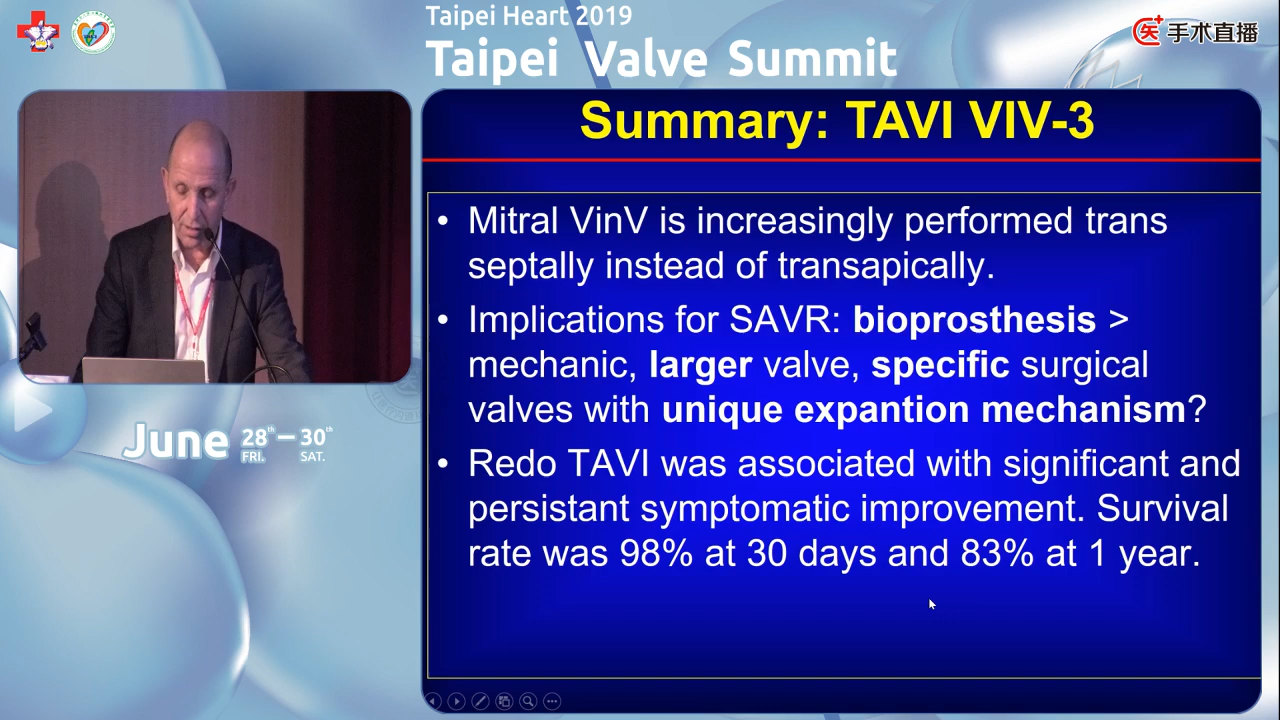 Taipei Heart 2019
Taipei Valve Summit
手术直播
Summary: TAVI VIV-3
• Mitral VinV is increasingly performed trans
septally instead of transapically.
• Implications for SAVR: bioprosthesis >
mechanic, larger valve, specific surgical
valves with unique expantion mechanism?
• Redo TAVI was associated with significant and
persistant symptomatic improvement. Survival
rate was 98% at 30 days and 83% at 1 year.
June 28th — 30th
FRI. SAT.